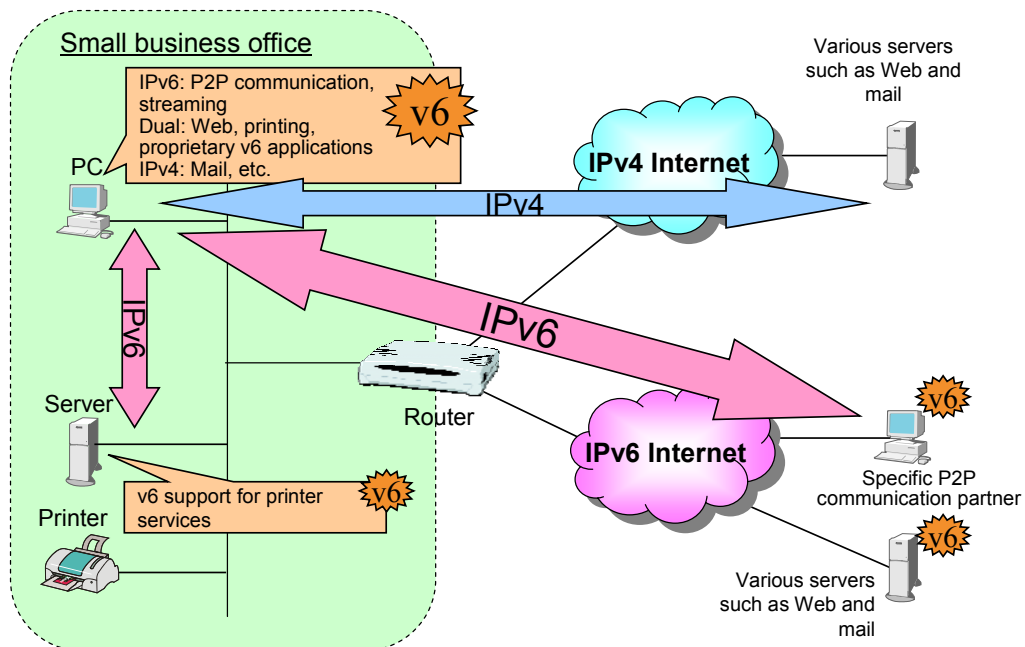 Small business office
IPv6: P2P communication,
streaming
Dual: Web, printing,
proprietary v6 applications
IPv4: Mail, etc.
v6
PC
Various servers
such as Web and
mail
IPv4 Internet
IPv4
IPv6
IPv6
Server
Router
v6 support for printer
services
v6
Printer
IPv6 Internet
v6
Specific P2P
communication partner
v6
Various servers
such as Web and
mail